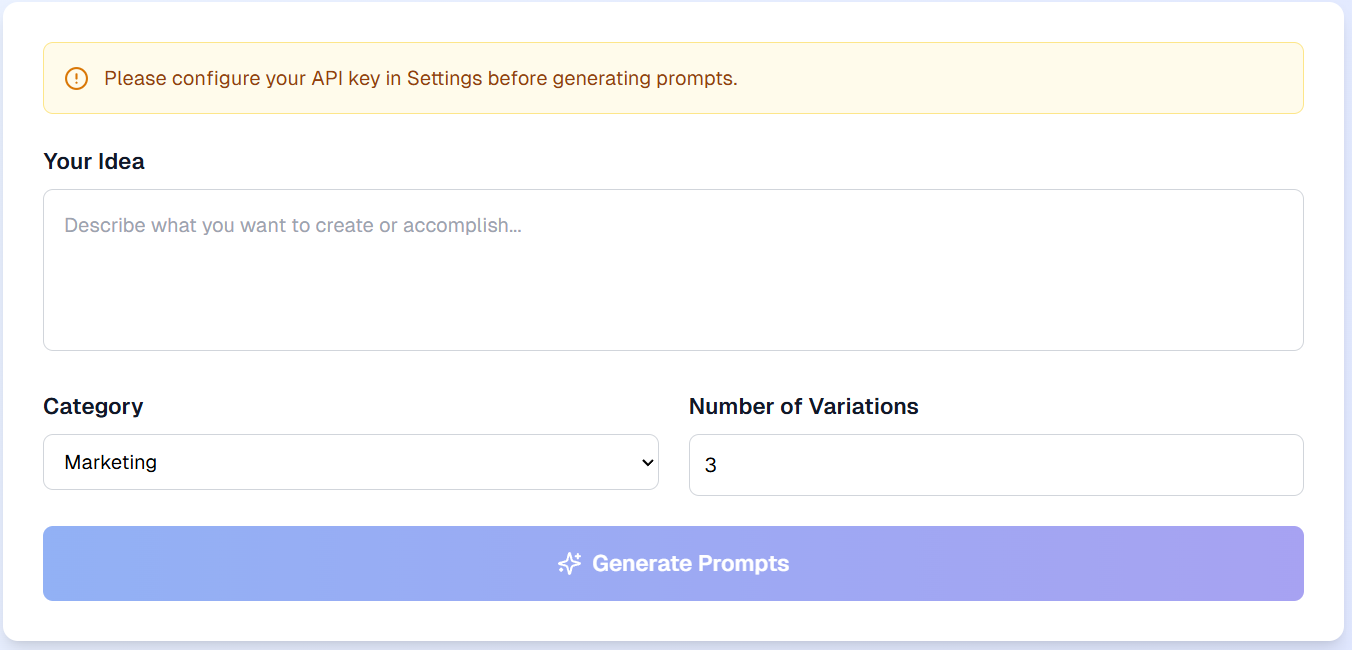 Please configure your API key in Settings before generating prompts.
Your Idea
Describe what you want to create or accomplish...
Category
Number of Variations
Marketing
3
Generate Prompts